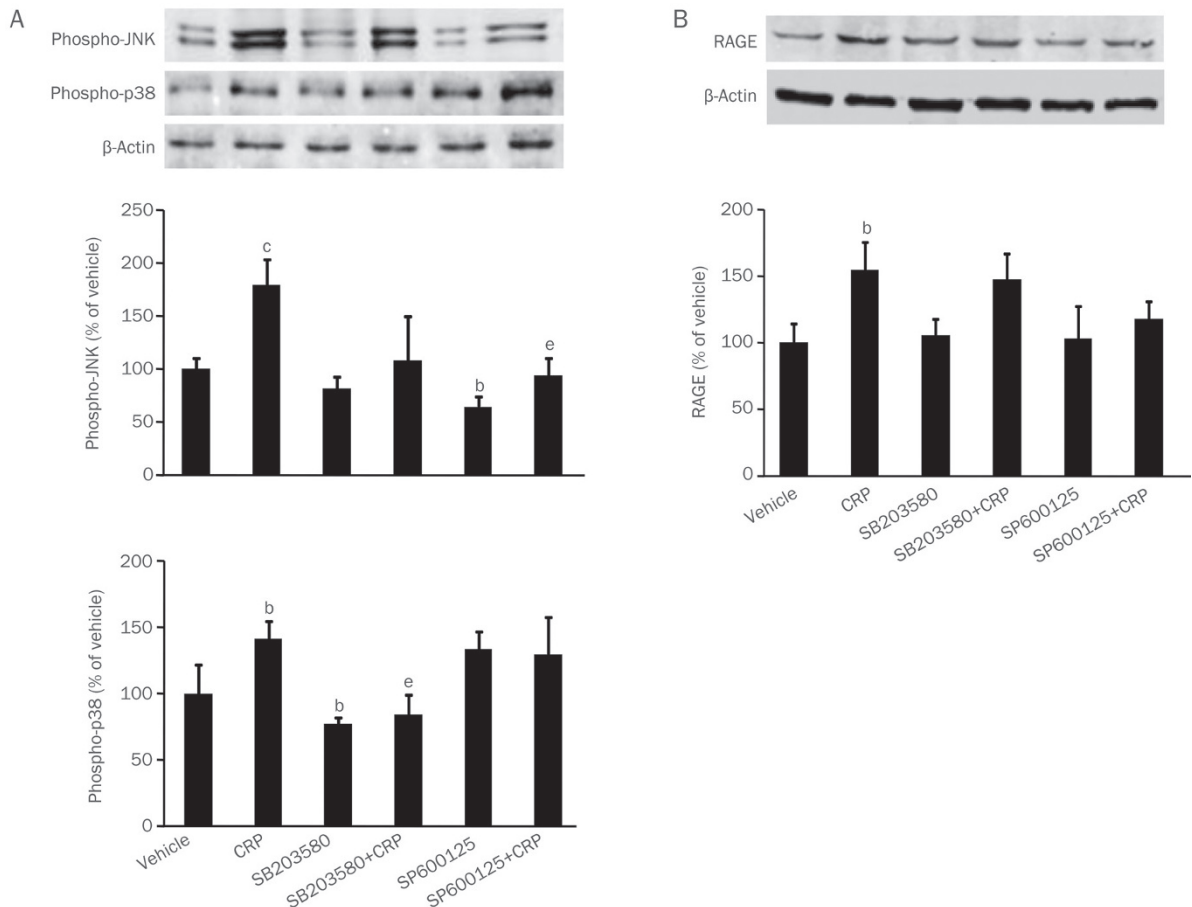 A
Phospho-JNK
Phospho-p38
β-Actin
Phospho-JNK (% of vehicle)
250
200
150
100
50
0
c
b
e
Phospho-p38 (% of vehicle)
200
150
100
50
0
b
b
e
Vehicle
CRP
SB203580
SB203580+CRP
SP600125
SP600125+CRP
B
RAGE
β-Actin
RAGE (% of vehicle)
200
150
100
50
0
b
Vehicle
CRP
SB203580
SB203580+CRP
SP600125
SP600125+CRP